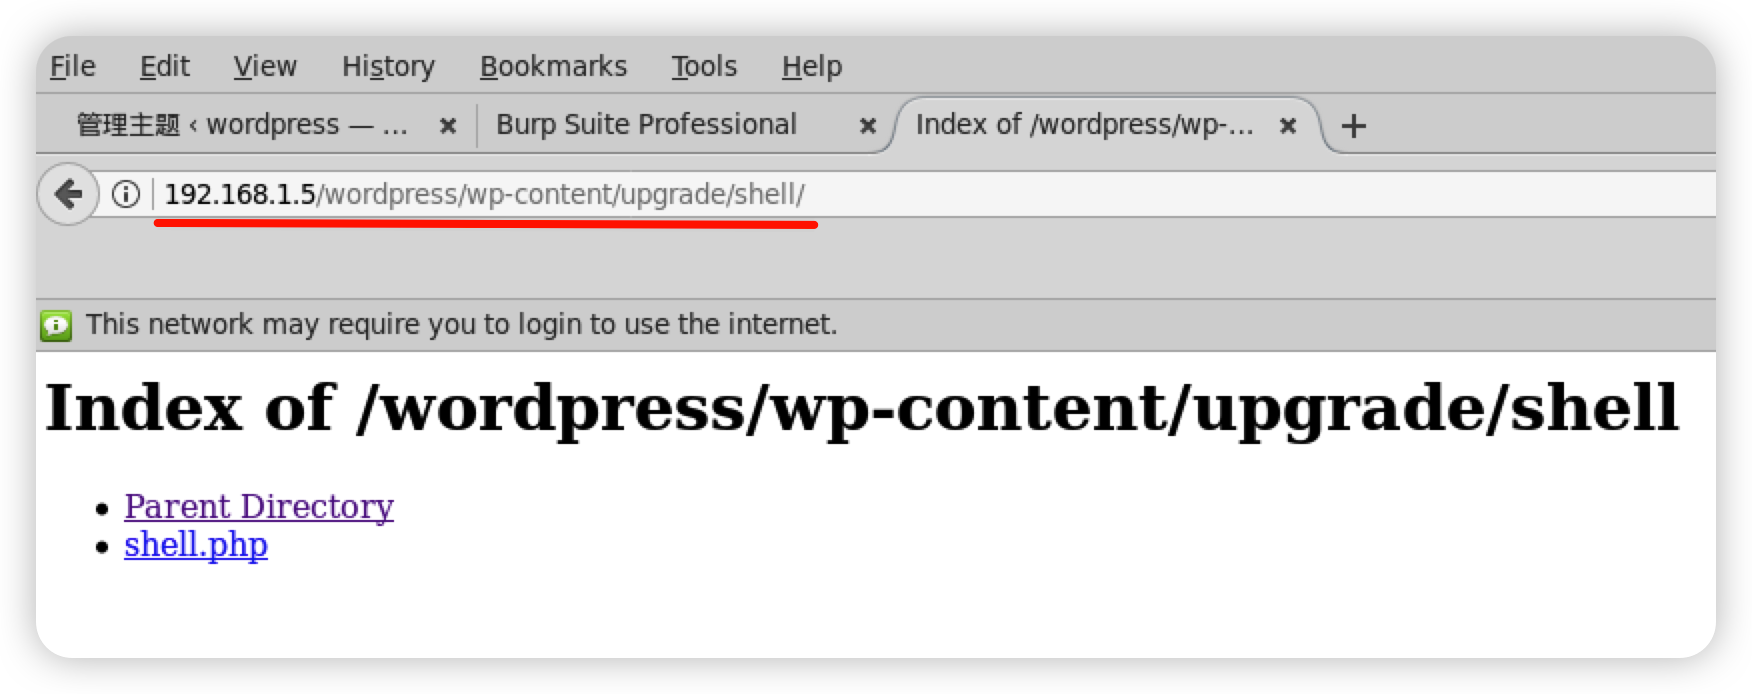 File Edit View History Bookmarks Tools Help
管理主题 ‹ wordpress — ... Burp Suite Professional Index of /wordpress/wp-...
192.168.1.5/wordpress/wp-content/upgrade/shell/
This network may require you to login to use the internet.
Index of /wordpress/wp-content/upgrade/shell
Parent Directory
shell.php